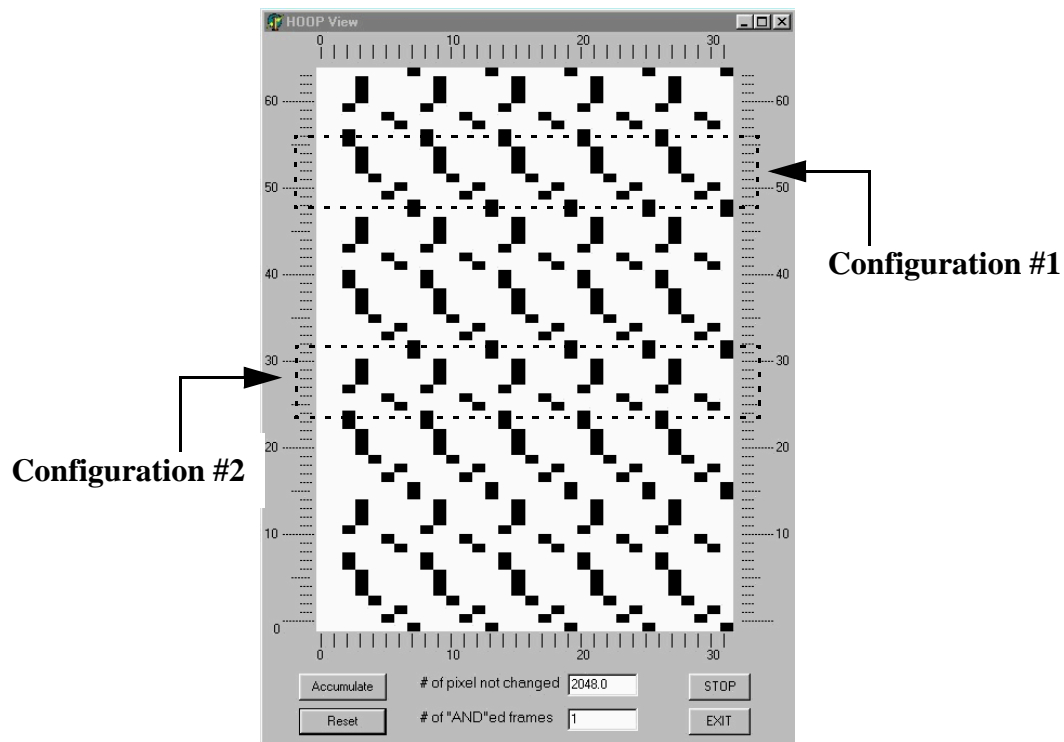 HOOP View
0 10 20 30
60 60
50 50
Configuration #1
40 40
30 30
Configuration #2
20 20
10 10
0
0 10 20 30
Accumulate # of pixel not changed 2048.0 STOP
Reset # of "AND"ed frames 1 EXIT